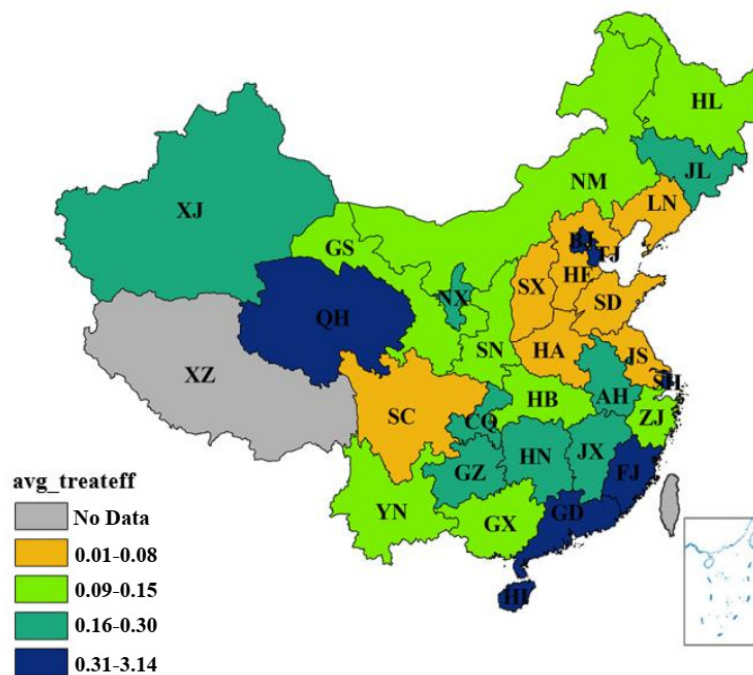 HL
JL
NM
LN
XJ
GS
BJ
TJ
HE
NX
SX
SD
QH
SN
HA
JS
XZ
SH
HB
AH
SC
CQ
ZJ
GZ
HN
JX
FJ
YN
GX
GD
HI
avg_treateff
No Data
0.01-0.08
0.09-0.15
0.16-0.30
0.31-3.14